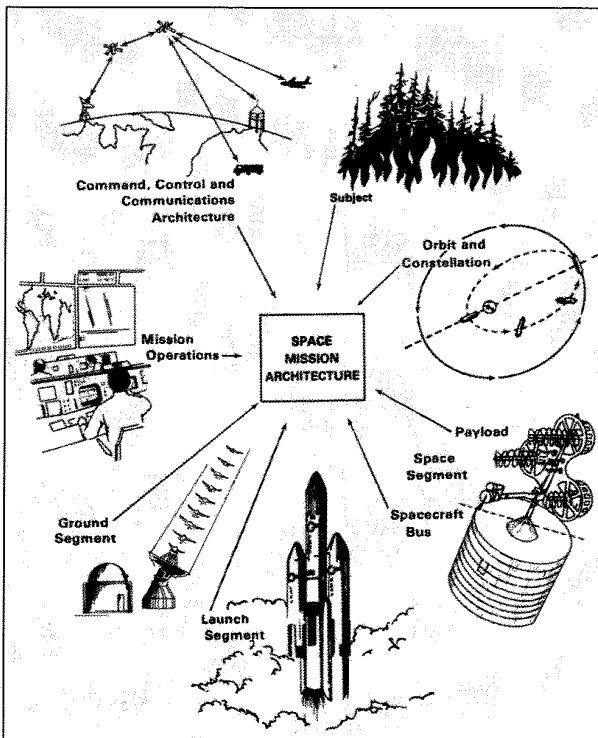 Command, Control and
Communications
Architecture
Subject
Orbit and
Constellation
Mission
Operations
SPACE
MISSION
ARCHITECTURE
Payload
Space
Segment
Spacecraft
Bus
Ground
Segment
Launch
Segment